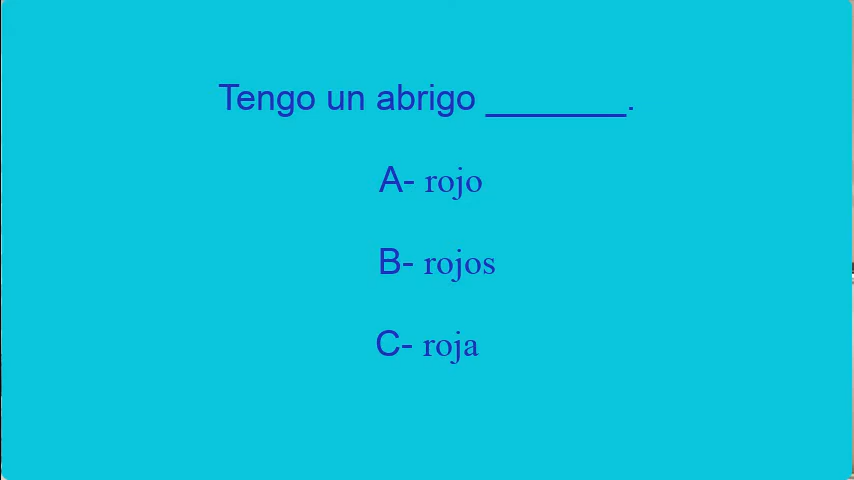 Tengo un abrigo _______.
A- rojo
B- rojos
C- roja